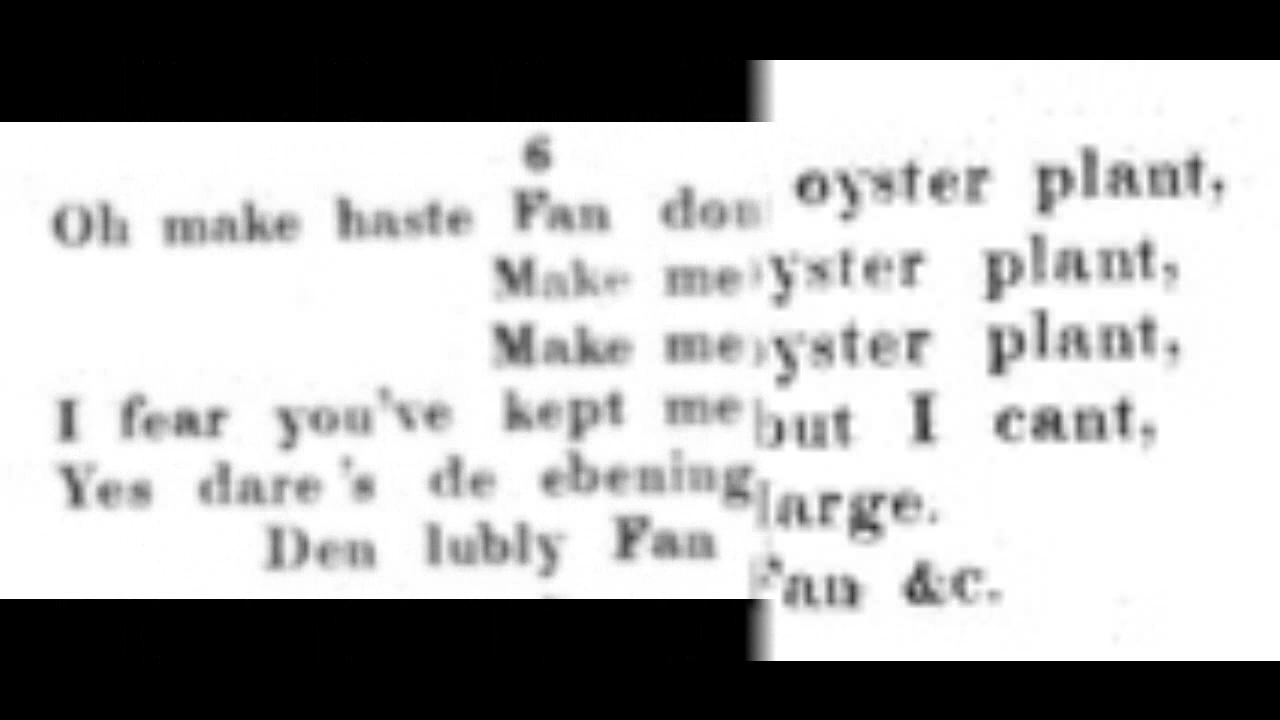 6
Oh make haste Fan don
Make me
Make me
I fear you've kept me
Yes dare's de ebening
Den lubly Fan
oyster plant,
yster plant,
yster plant,
but I cant,
large.
Fan &c.